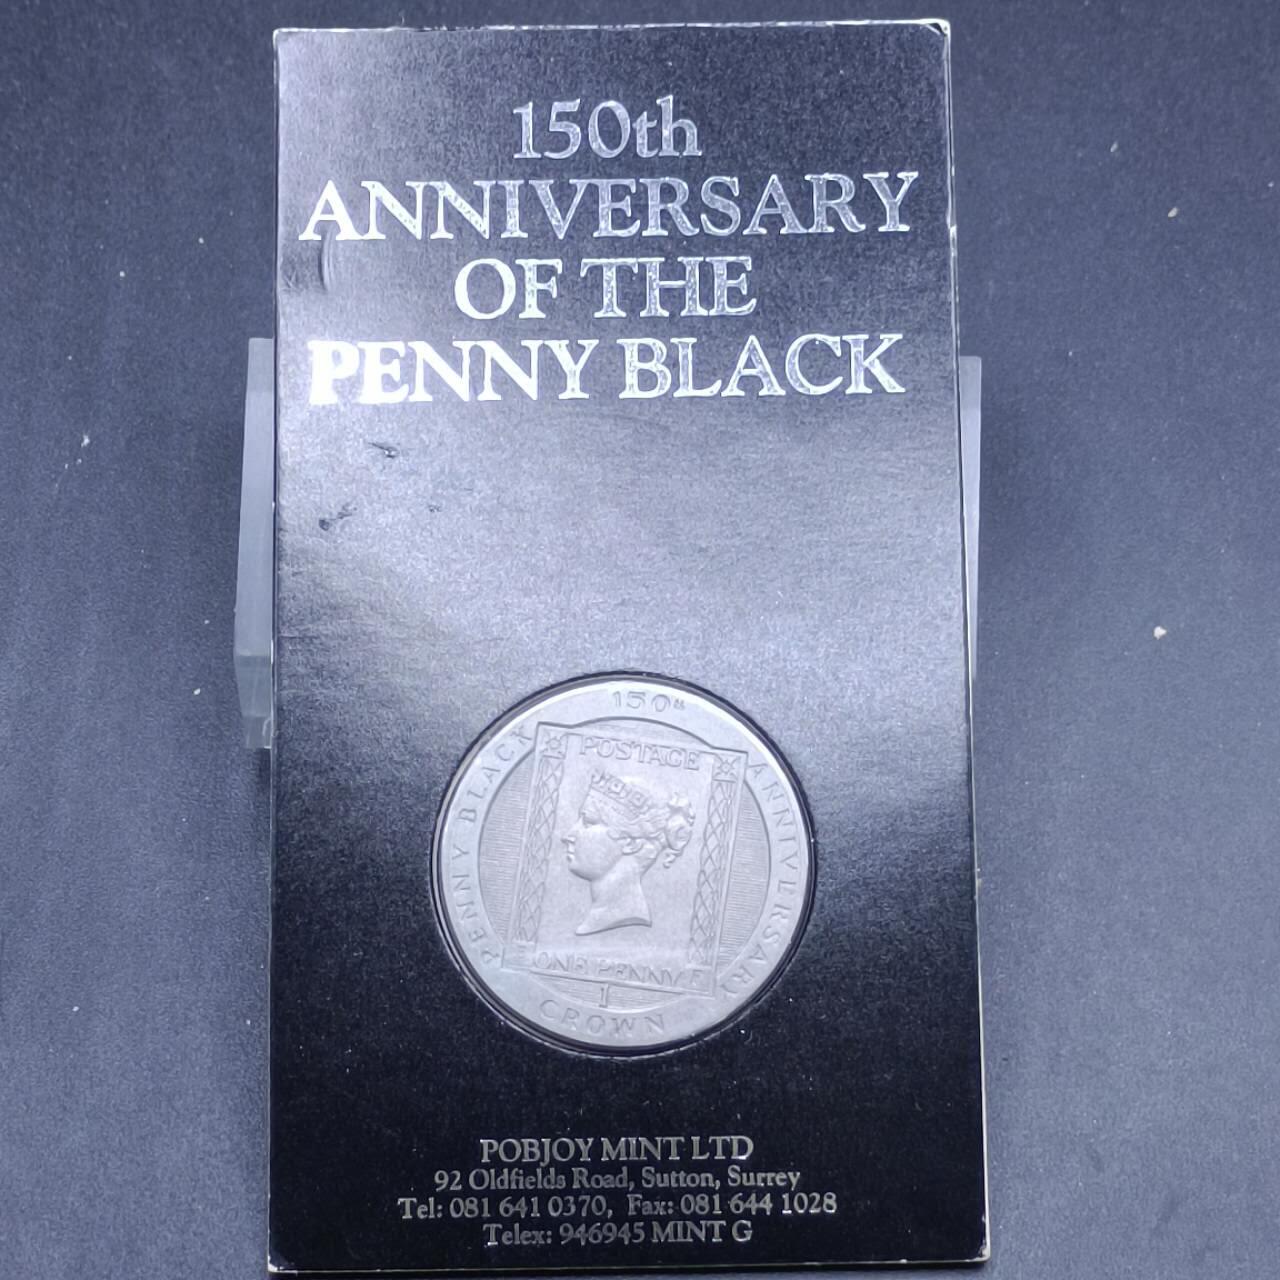 150th
ANNIVERSARY
OF THE
PENNY BLACK
150th
PENNY BLACK
ANNIVERSARY
POSTAGE
ONE PENNY
1
CROWN
POBJOY MINT LTD
92 Oldfields Road, Sutton, Surrey
Tel: 081 641 0370, Fax: 081 644 1028
Telex: 946945 MINT G